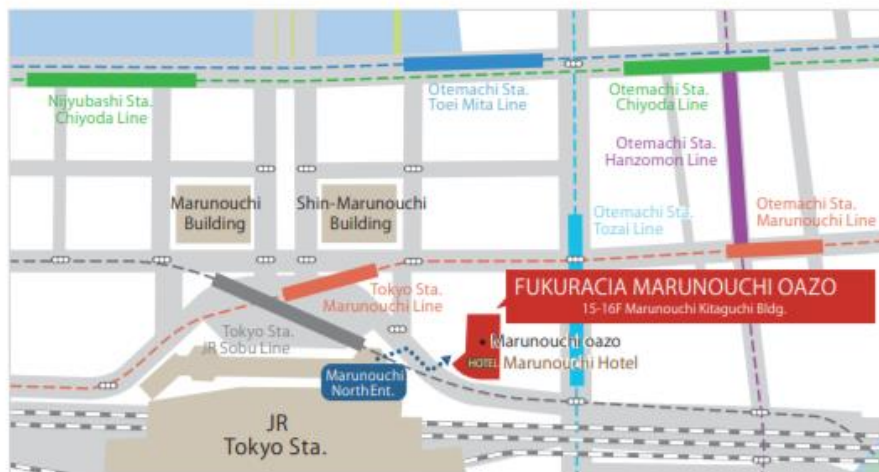 Nijyubashi Sta.
Chiyoda Line
Otemachi Sta.
Toei Mita Line
Otemachi Sta.
Chiyoda Line
Otemachi Sta.
Hanzomon Line
Marunouchi
Building
Shin-Marunouchi
Building
Otemachi Sta.
Tozai Line
Otemachi Sta.
Marunouchi Line
Tokyo Sta.
Marunouchi Line
FUKURACIA MARUNOUCHI OAZO
15-16F Marunouchi Kitaguchi Bldg.
Tokyo Sta.
JR Sobu Line
Marunouchi oazo
HOTEL Marunouchi Hotel
Marunouchi
North Ent.
JR
Tokyo Sta.